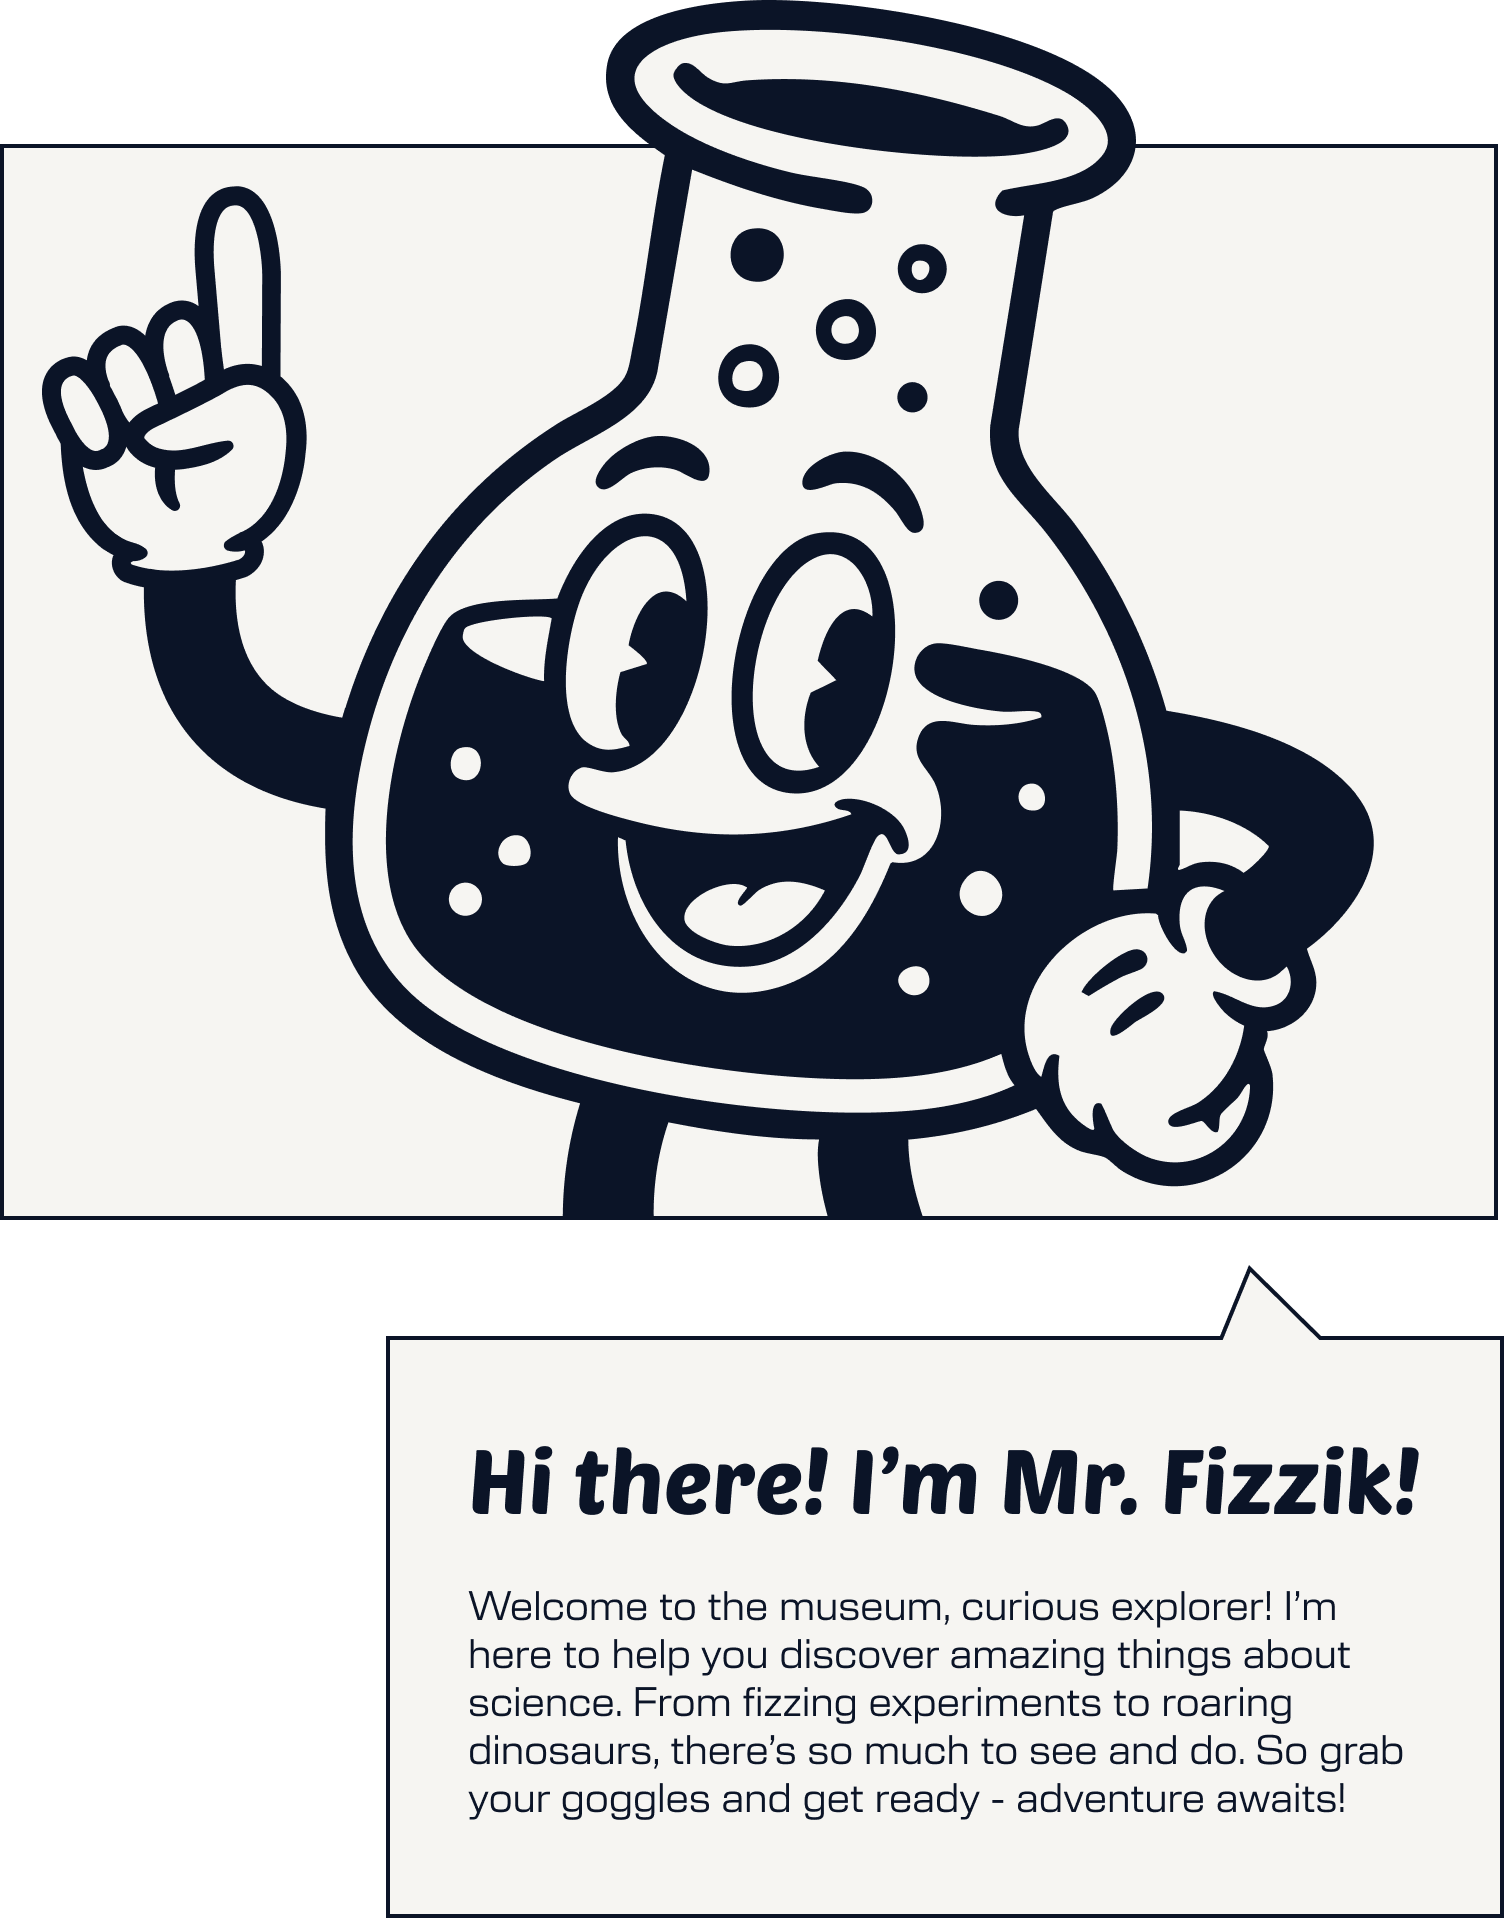 Hi there! I’m Mr. Fizzik!
Welcome to the museum, curious explorer! I’m
here to help you discover amazing things about
science. From fizzing experiments to roaring
dinosaurs, there’s so much to see and do. So grab
your goggles and get ready - adventure awaits!